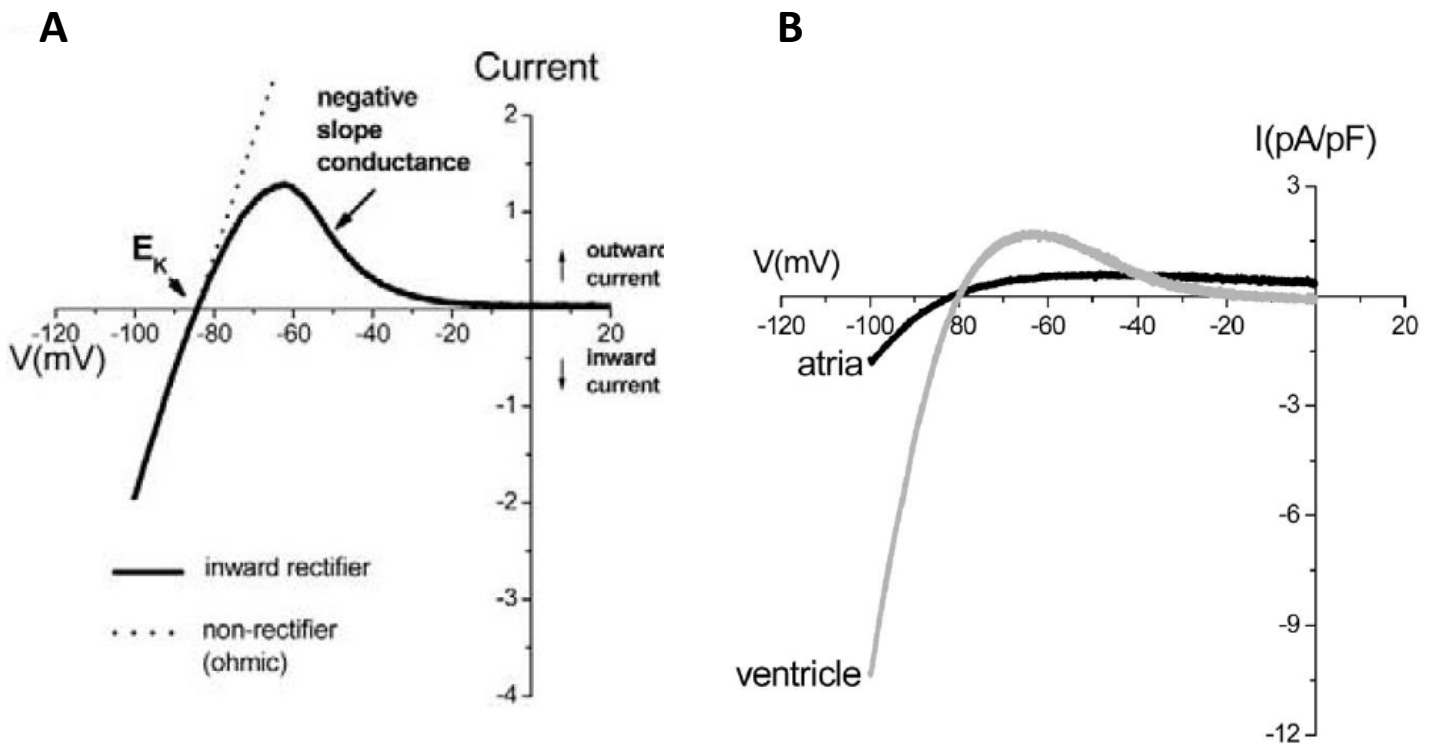 A
Current
negative
slope
conductance
2
1
E_K
outward
current
-120 -100 -80 -60 -40 -20 20
V(mV)
inward
current
-1
-2
-3
-4
inward rectifier
non-rectifier
(ohmic)
B
I(pA/pF)
3
V(mV)
-120 -100 -80 -60 -40 20
atria
-3
-6
-9
-12
ventricle